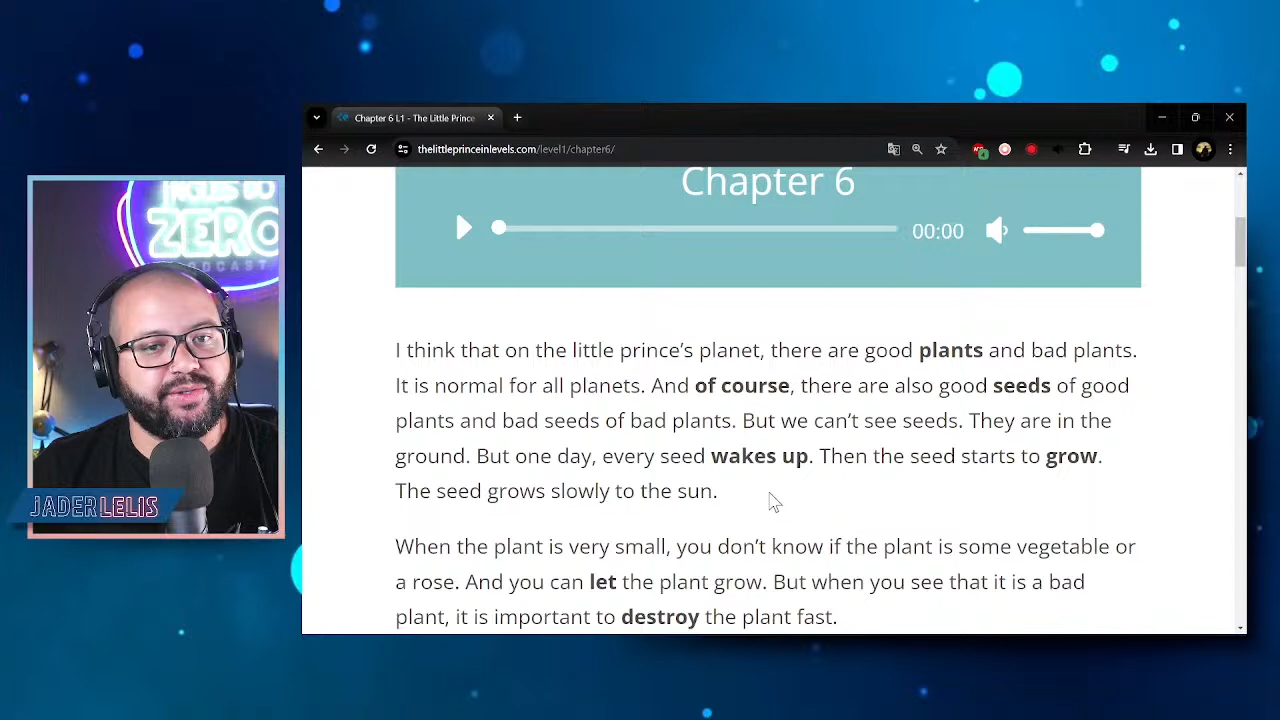 Chapter 6 L1 - The Little Prince
thelittleprinceinlevels.com/level1/chapter6/
Chapter 6
00:00
INGLÊS DO
ZERO
PODCAST
JADERLELIS
I think that on the little prince’s planet, there are good plants and bad plants.
It is normal for all planets. And of course, there are also good seeds of good
plants and bad seeds of bad plants. But we can’t see seeds. They are in the
ground. But one day, every seed wakes up. Then the seed starts to grow.
The seed grows slowly to the sun.
When the plant is very small, you don’t know if the plant is some vegetable or
a rose. And you can let the plant grow. But when you see that it is a bad
plant, it is important to destroy the plant fast.